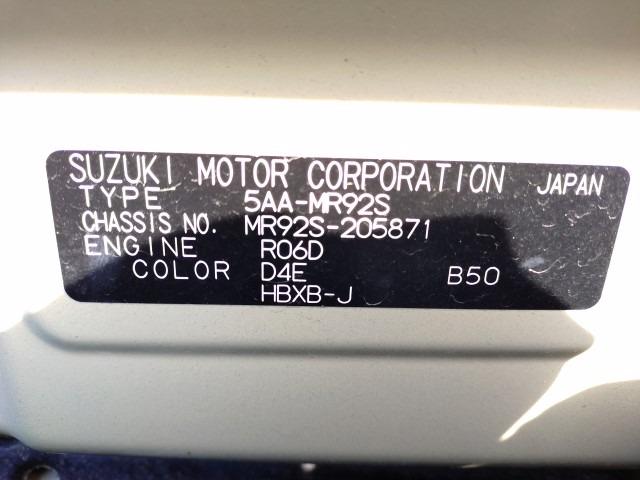 SUZUKI MOTOR CORPORATION JAPAN
TYPE 5AA-MR92S
CHASSIS NO. MR92S-205871
ENGINE R06D
COLOR D4E B50
HBXB-J